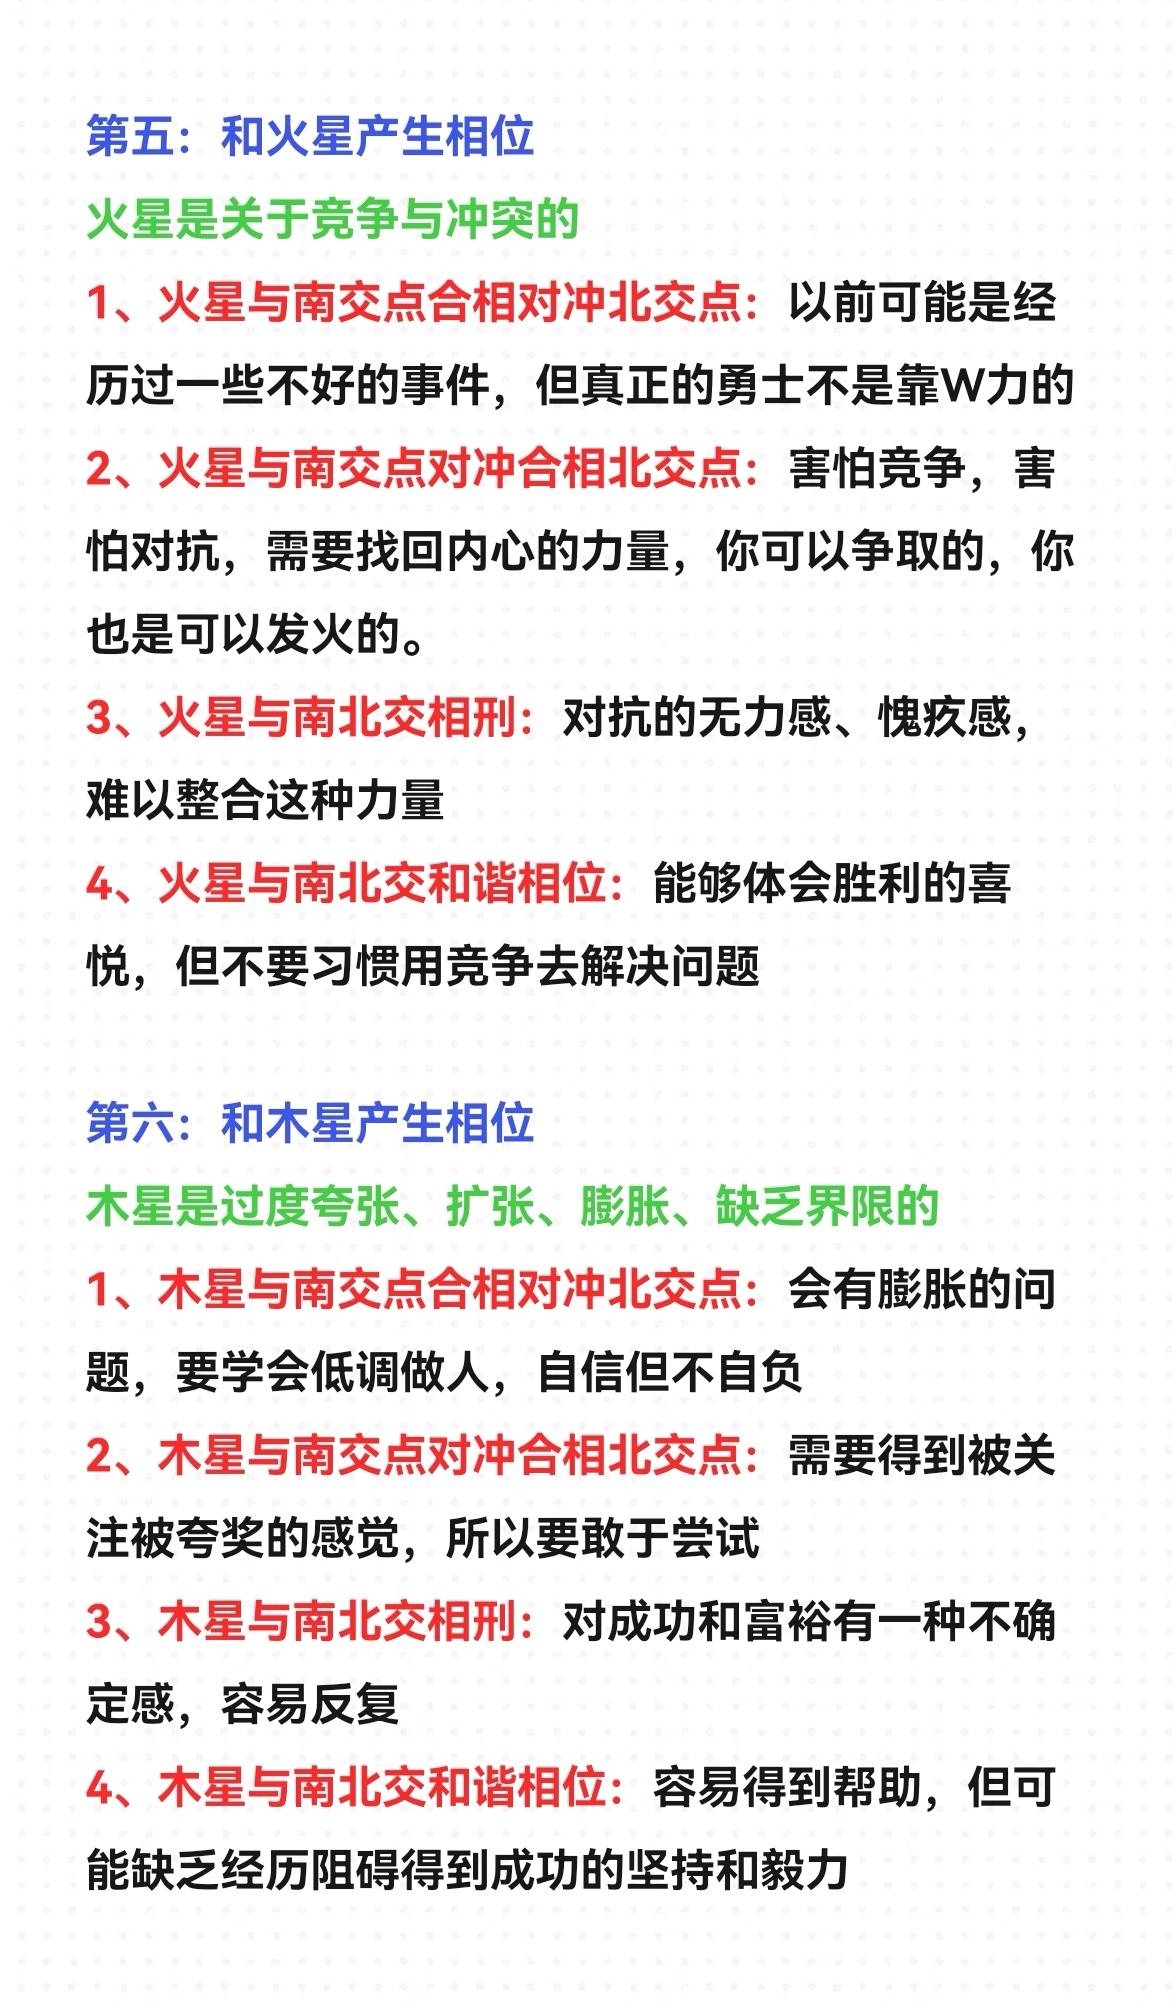 第五：和火星产生相位
火星是关于竞争与冲突的
1、火星与南交点合相对冲北交点：以前可能是经
历过一些不好的事件，但真正的勇士不是靠W力的
2、火星与南交点对冲合相北交点：害怕竞争，害
怕对抗，需要找回内心的力量，你可以争取的，你
也是可以发火的。
3、火星与南北交相刑：对抗的无力感、愧疚感，
难以整合这种力量
4、火星与南北交和谐相位：能够体会胜利的喜
悦，但不要习惯用竞争去解决问题
第六：和木星产生相位
木星是过度夸张、扩张、膨胀、缺乏界限的
1、木星与南交点合相对冲北交点：会有膨胀的问
题，要学会低调做人，自信但不自负
2、木星与南交点对冲合相北交点：需要得到被关
注被夸奖的感觉，所以要敢于尝试
3、木星与南北交相刑：对成功和富裕有一种不确
定感，容易反复
4、木星与南北交和谐相位：容易得到帮助，但可
能缺乏经历阻碍得到成功的坚持和毅力